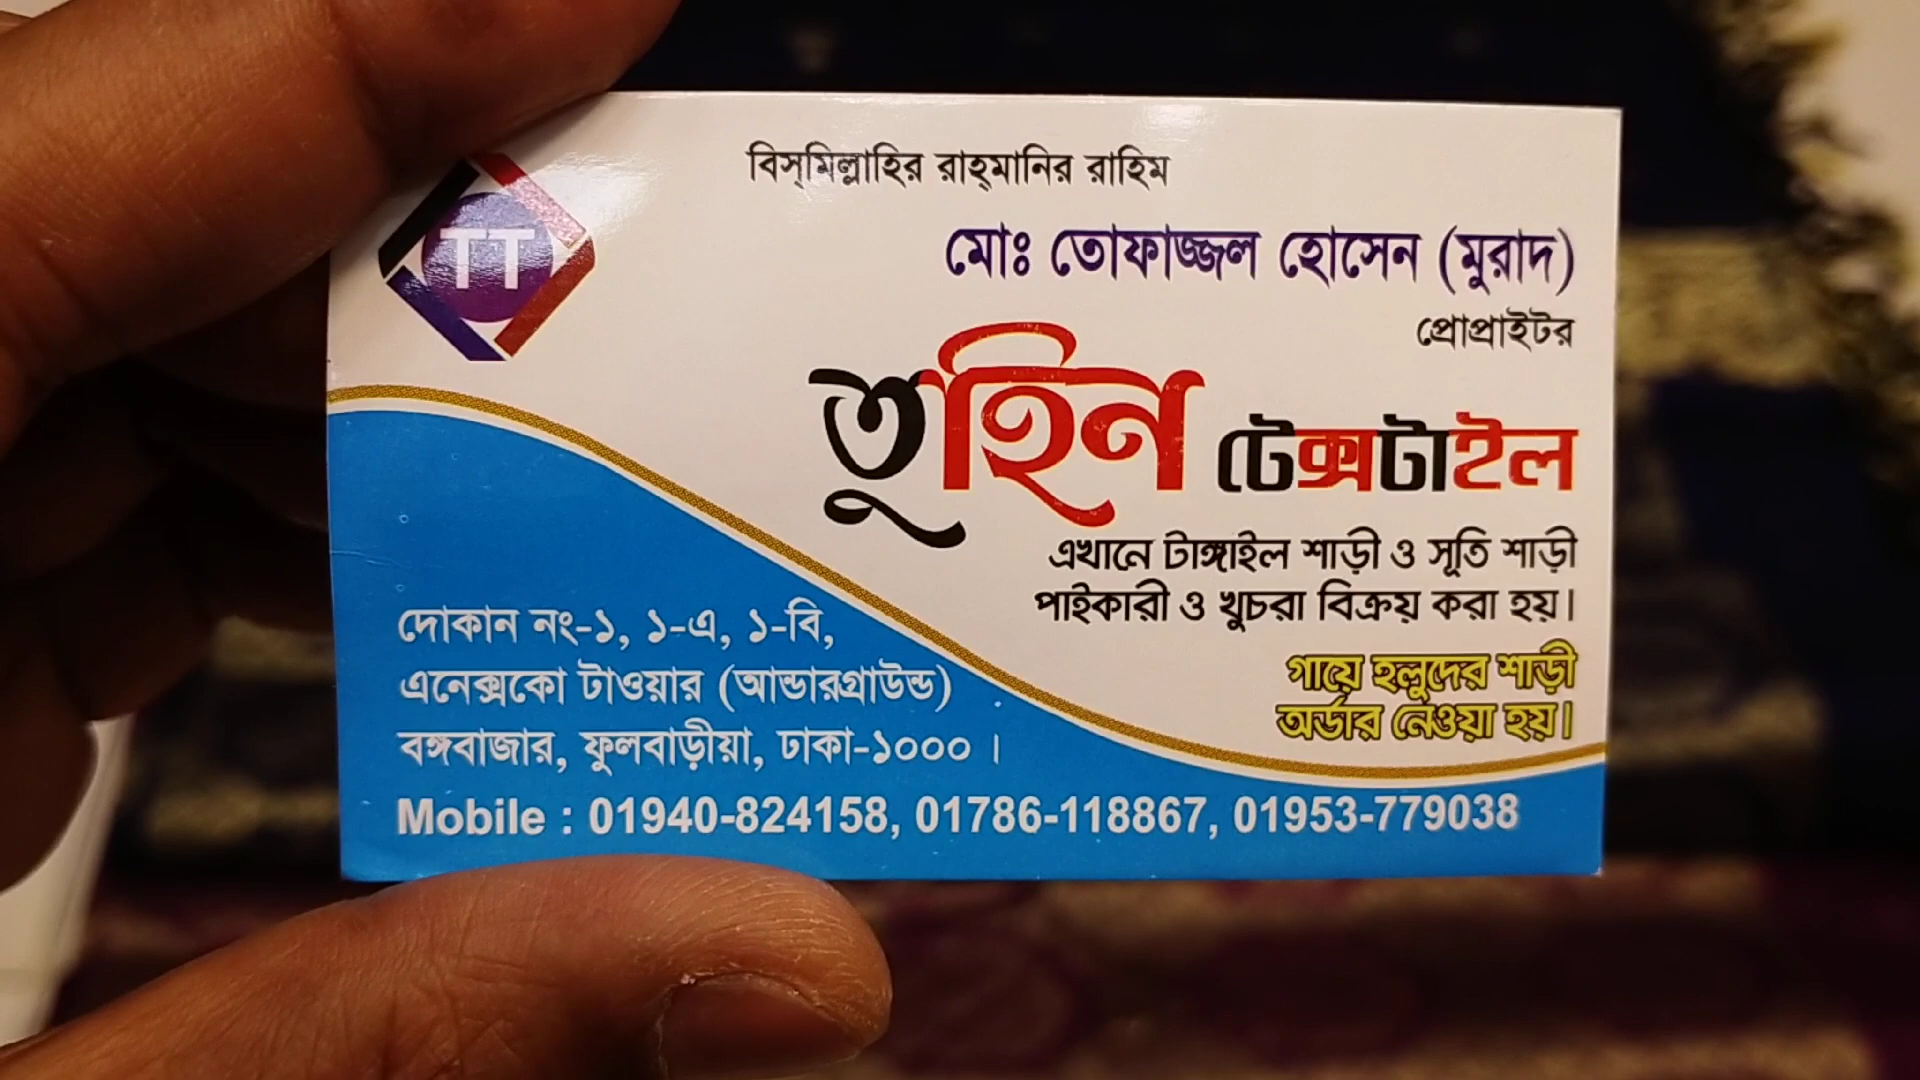 TT
বিস্‌মিল্লাহির রাহ্‌মানির রাহিম
মোঃ তোফাজ্জল হোসেন (মুরাদ)
প্রোপ্রাইটর
তুহিন টেক্সটাইল
এখানে টাঙ্গাইল শাড়ী ও সূতি শাড়ী
পাইকারী ও খুচরা বিক্রয় করা হয়।
গায়ে হলুদের শাড়ী
অর্ডার নেওয়া হয়।
দোকান নং-১, ১-এ, ১-বি,
এনেক্সকো টাওয়ার (আন্ডারগ্রাউন্ড)
বঙ্গবাজার, ফুলবাড়ীয়া, ঢাকা-১০০০ ।
Mobile : 01940-824158, 01786-118867, 01953-779038